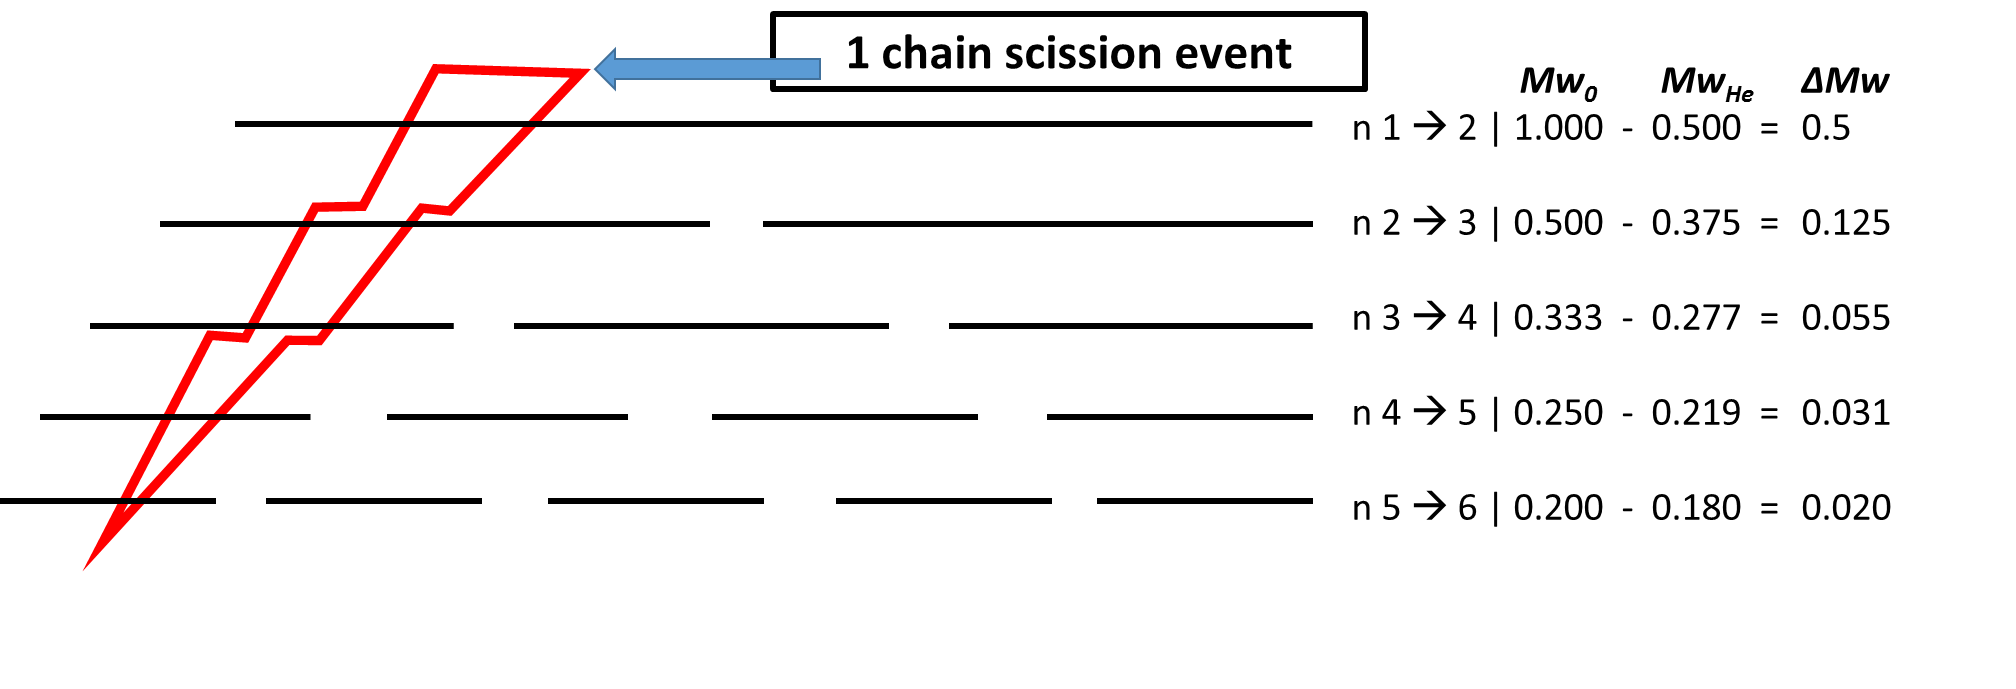 1 chain scission event
Mw0 MwHe ΔMw
n 1 → 2 | 1.000 - 0.500 = 0.5
n 2 → 3 | 0.500 - 0.375 = 0.125
n 3 → 4 | 0.333 - 0.277 = 0.055
n 4 → 5 | 0.250 - 0.219 = 0.031
n 5 → 6 | 0.200 - 0.180 = 0.020